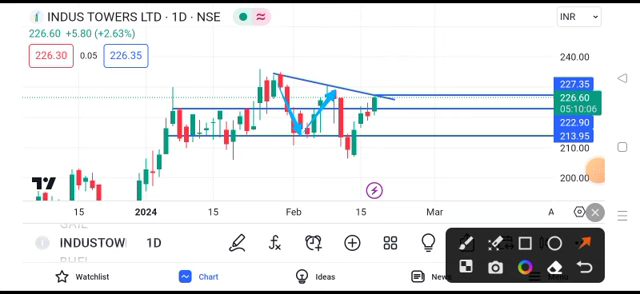 INDUS TOWERS LTD · 1D · NSE
INR
226.60 +5.80 (+2.63%)
226.30 0.05 226.35
240.00
227.35
226.60
05:10:06
222.90
213.95
210.00
200.00
15 2024 15 Feb 15 Mar A
INDUSTOW 1D
Watchlist Chart Ideas News